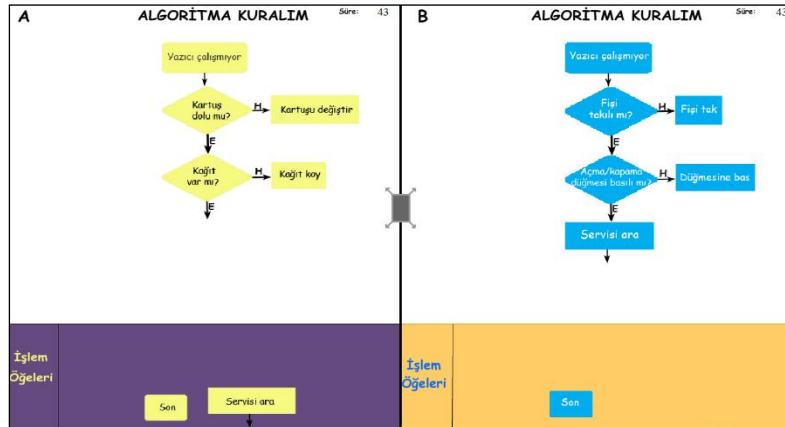 A
ALGORİTMA KURALIM
Süre: 43
Yazıcı çalışmıyor
Kartuş
dolu mu?
H
Kartuşu değiştir
E
Kağıt
var mı?
H
Kağıt koy
E
İşlem
Öğeleri
Son
Servisi ara
B
ALGORİTMA KURALIM
Süre: 43
Yazıcı çalışmıyor
Fişi
takılı mı?
H
Fişi tak
E
Açma/kapama
düğmesi basılı mı?
H
Düğmesine bas
E
Servisi ara
İşlem
Öğeleri
Son